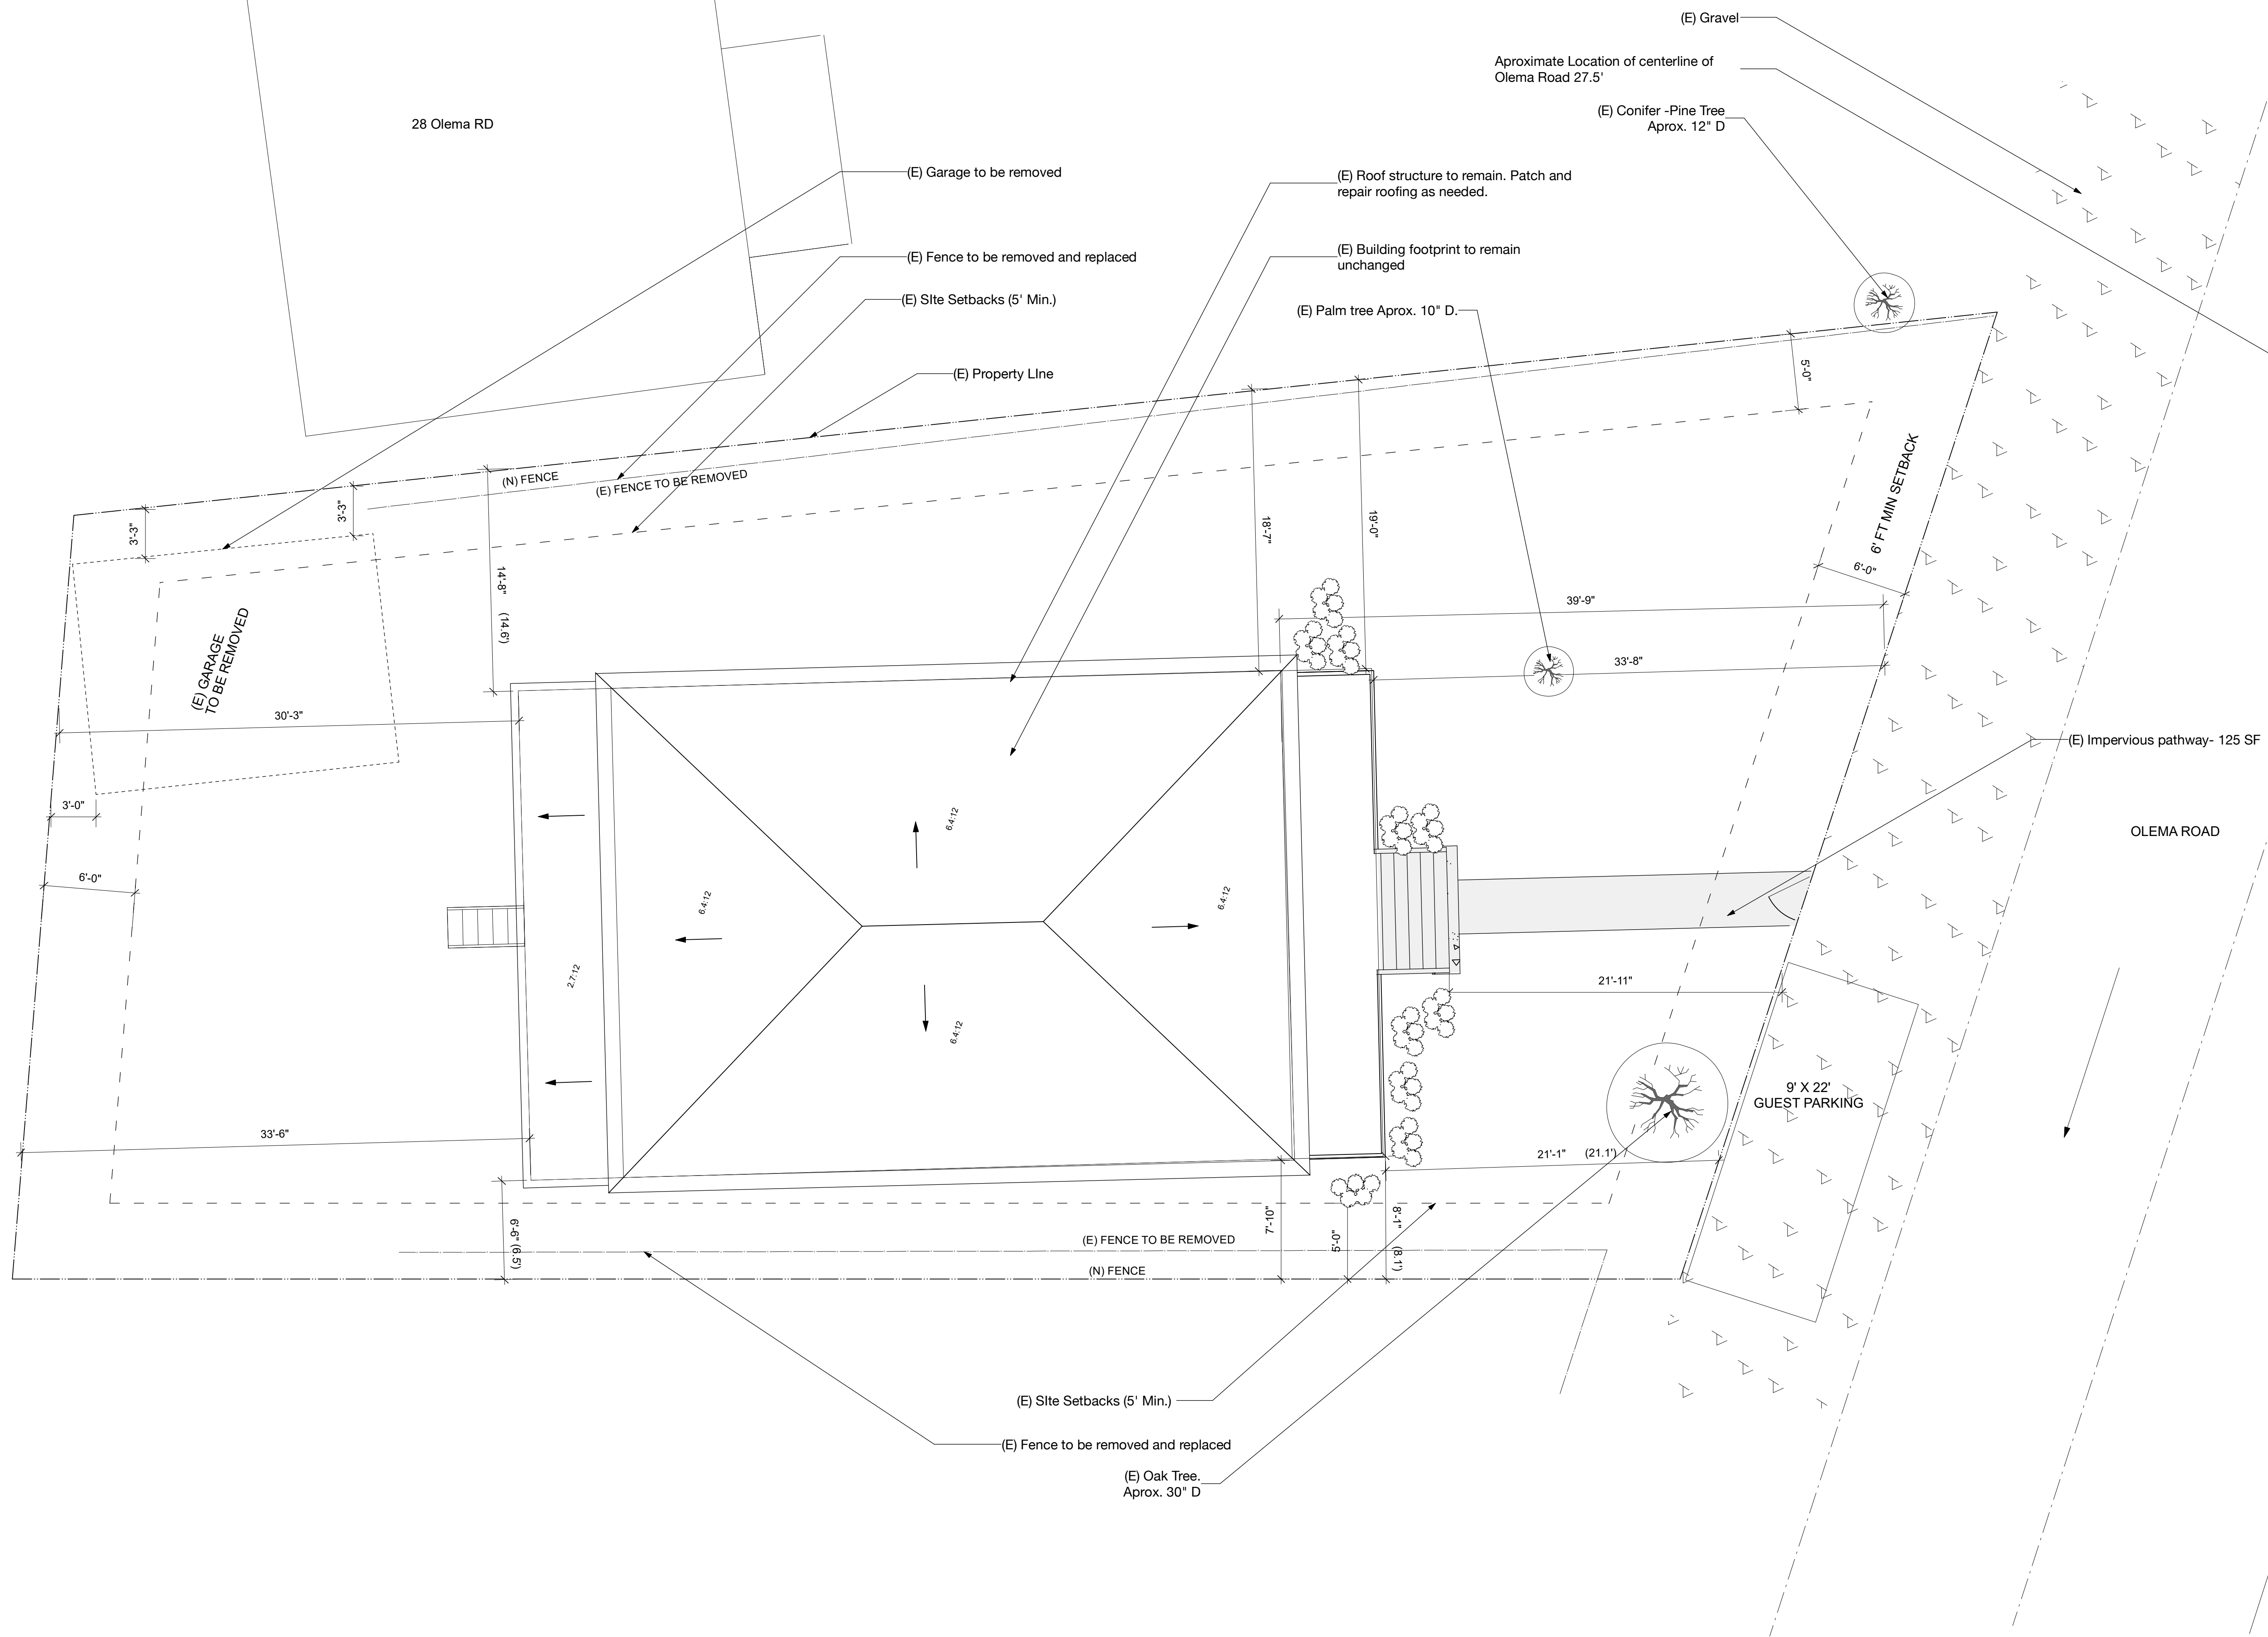 (E) Gravel
Aproximate Location of centerline of
Olema Road 27.5'
(E) Conifer -Pine Tree
Aprox. 12" D
28 Olema RD
(E) Garage to be removed
(E) Roof structure to remain. Patch and
repair roofing as needed.
(E) Fence to be removed and replaced
(E) Building footprint to remain
unchanged
(E) SIte Setbacks (5' Min.)
(E) Palm tree Aprox. 10" D.
(E) Property LIne
5'-0"
(N) FENCE
(E) FENCE TO BE REMOVED
6' FT MIN SETBACK
3'-3"
3'-3"
18'-7"
19'-0"
14'-8" (14.6')
6'-0"
39'-9"
33'-8"
(E) GARAGE
TO BE REMOVED
30'-3"
(E) Impervious pathway- 125 SF
3'-0"
6.4:12
OLEMA ROAD
6'-0"
6.4:12
6.4:12
2.7:12
21'-11"
6.4:12
9' X 22'
GUEST PARKING
33'-6"
21'-1" (21.1')
6'-6" (6.5')
7'-10"
5'-0"
8'-1" (8.1')
(E) FENCE TO BE REMOVED
(N) FENCE
(E) SIte Setbacks (5' Min.)
(E) Fence to be removed and replaced
(E) Oak Tree.
Aprox. 30" D